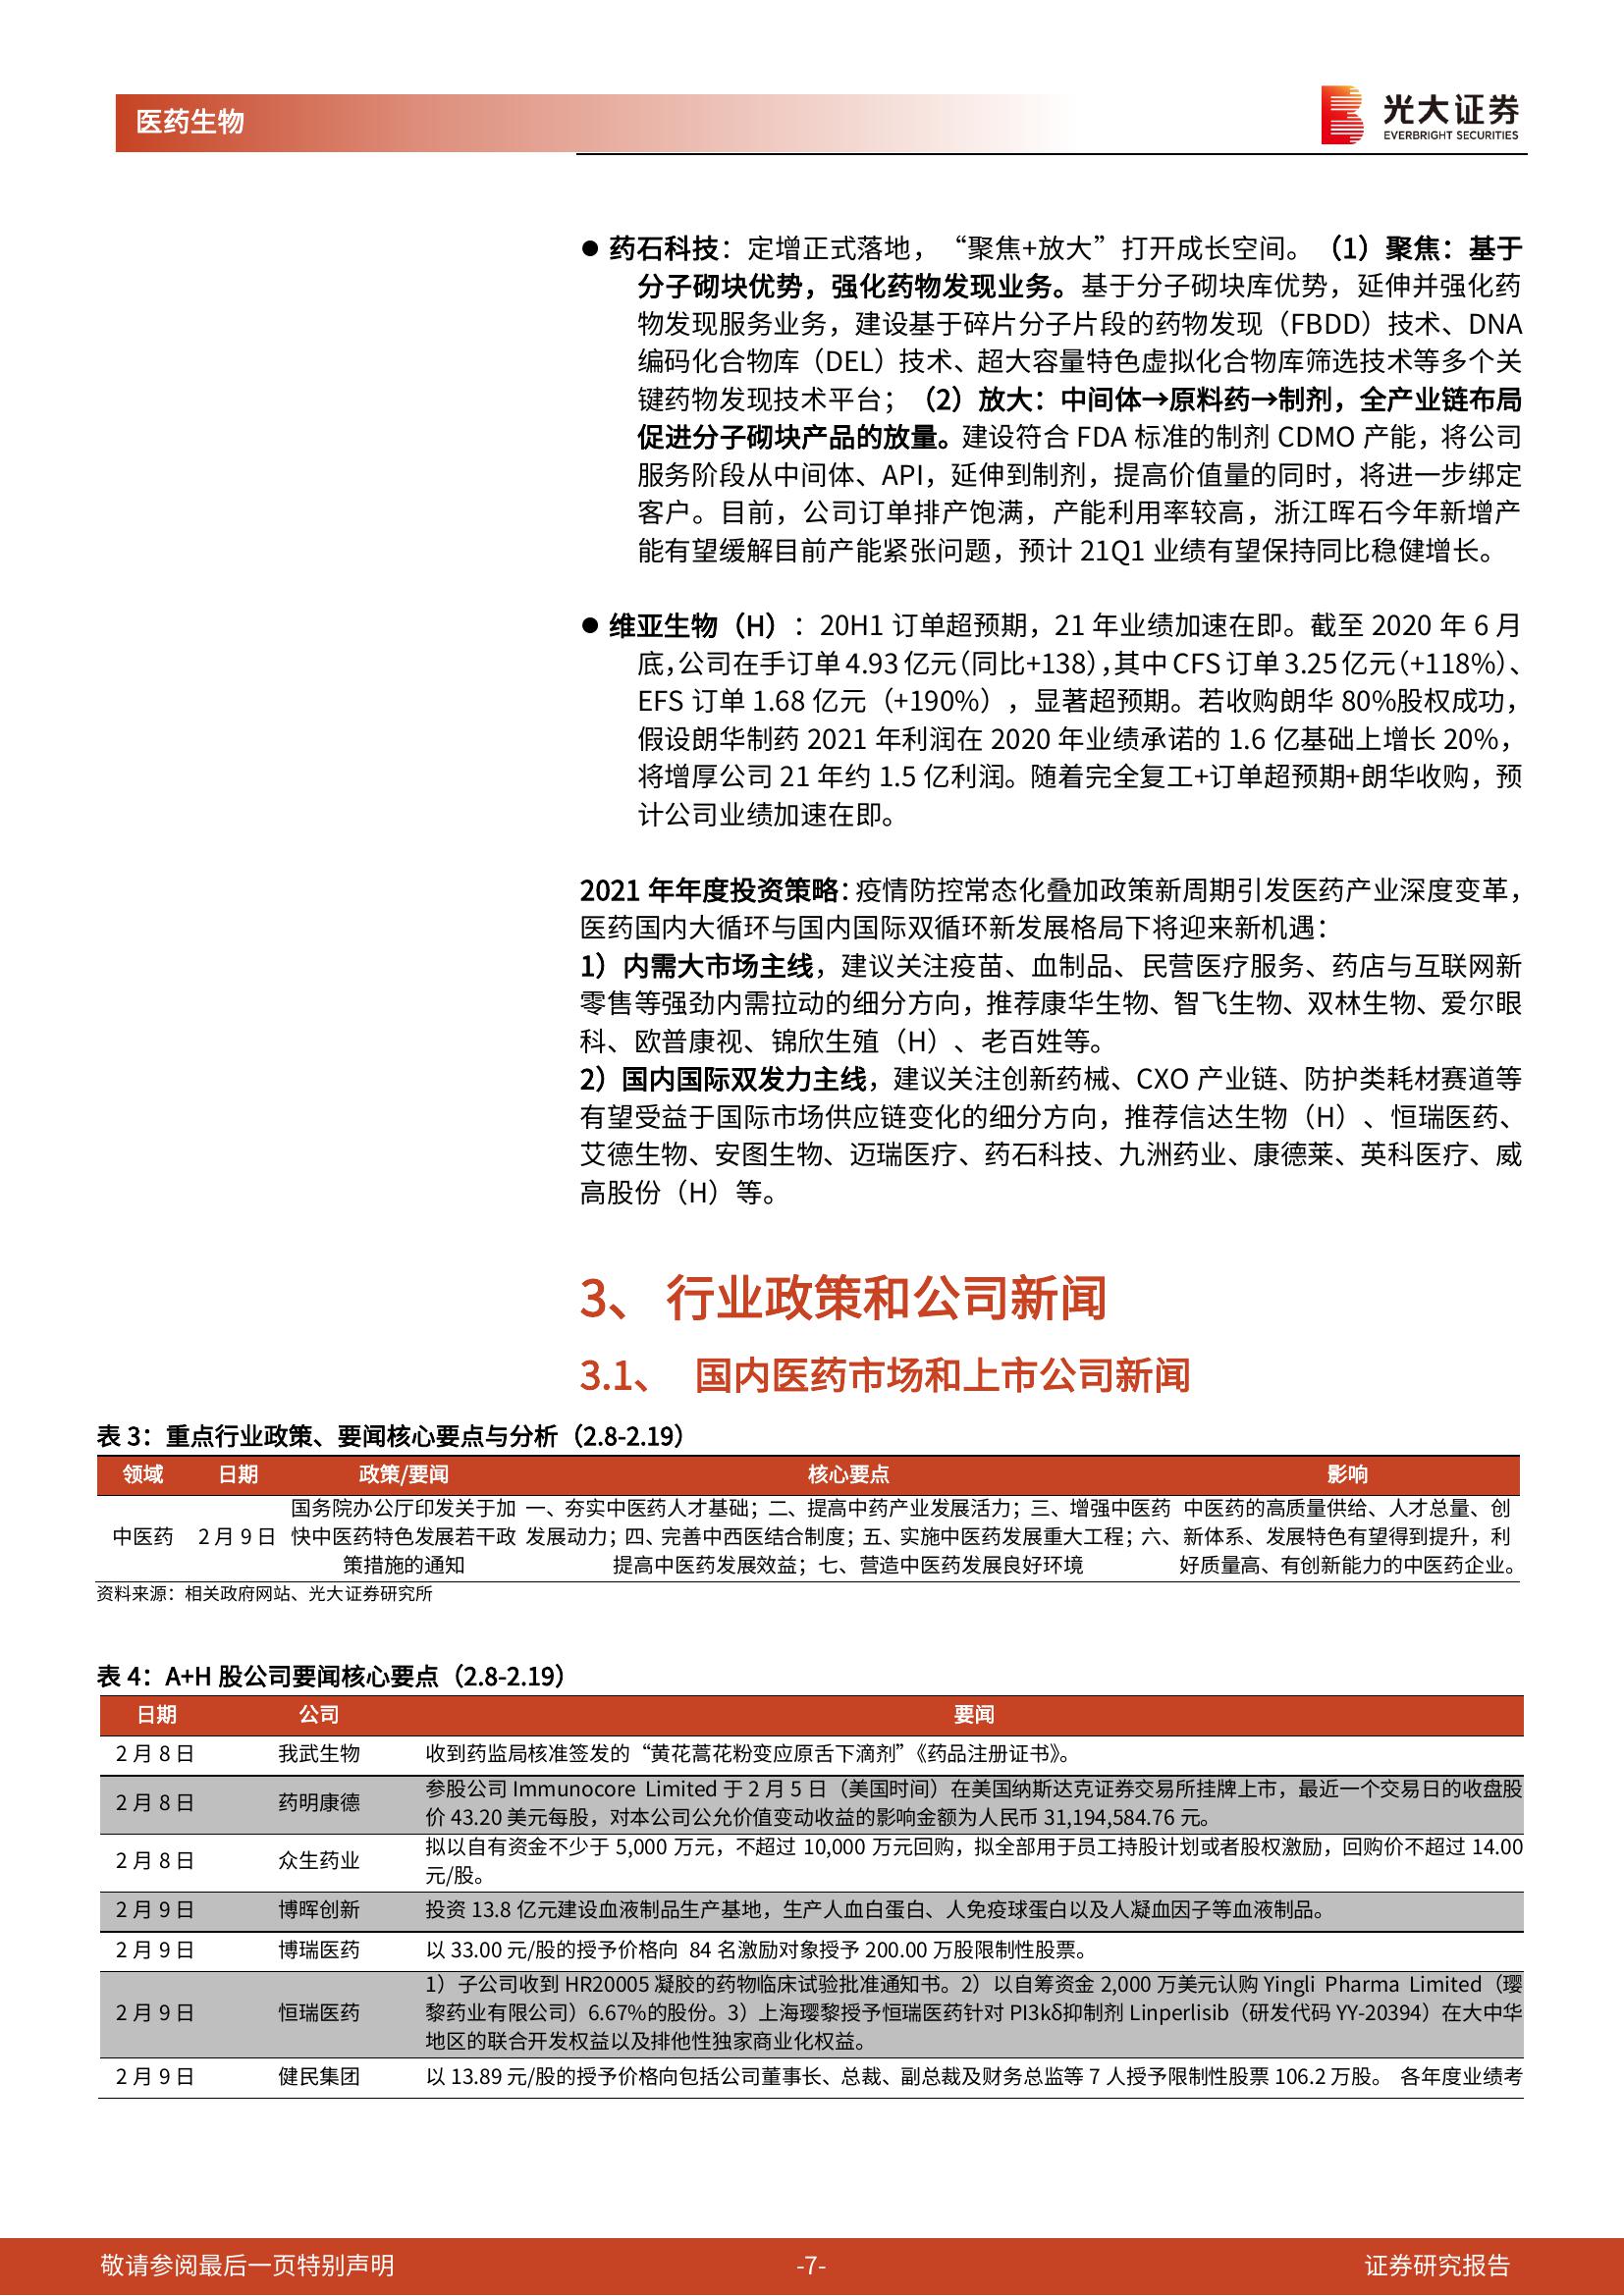 医药生物
光大证券
EVERBRIGHT SECURITIES
● 药石科技：定增正式落地，“聚焦+放大”打开成长空间。（1）聚焦：基于
分子砌块优势，强化药物发现业务。基于分子砌块库优势，延伸并强化药
物发现服务业务，建设基于碎片分子片段的药物发现（FBDD）技术、DNA
编码化合物库（DEL）技术、超大容量特色虚拟化合物库筛选技术等多个关
键药物发现技术平台；（2）放大：中间体→原料药→制剂，全产业链布局
促进分子砌块产品的放量。建设符合 FDA 标准的制剂 CDMO 产能，将公司
服务阶段从中间体、API，延伸到制剂，提高价值量的同时，将进一步绑定
客户。目前，公司订单排产饱满，产能利用率较高，浙江晖石今年新增产
能有望缓解目前产能紧张问题，预计 21Q1 业绩有望保持同比稳健增长。
● 维亚生物（H）：20H1 订单超预期，21 年业绩加速在即。截至 2020 年 6 月
底，公司在手订单 4.93 亿元（同比+138），其中 CFS 订单 3.25 亿元（+118%）、
EFS 订单 1.68 亿元（+190%），显著超预期。若收购朗华 80%股权成功，
假设朗华制药 2021 年利润在 2020 年业绩承诺的 1.6 亿基础上增长 20%，
将增厚公司 21 年约 1.5 亿利润。随着完全复工+订单超预期+朗华收购，预
计公司业绩加速在即。
2021 年年度投资策略：疫情防控常态化叠加政策新周期引发医药产业深度变革，
医药国内大循环与国内国际双循环新发展格局下将迎来新机遇：
1）内需大市场主线，建议关注疫苗、血制品、民营医疗服务、药店与互联网新
零售等强劲内需拉动的细分方向，推荐康华生物、智飞生物、双林生物、爱尔眼
科、欧普康视、锦欣生殖（H）、老百姓等。
2）国内国际双发力主线，建议关注创新药械、CXO 产业链、防护类耗材赛道等
有望受益于国际市场供应链变化的细分方向，推荐信达生物（H）、恒瑞医药、
艾德生物、安图生物、迈瑞医疗、药石科技、九洲药业、康德莱、英科医疗、威
高股份（H）等。
3、 行业政策和公司新闻
3.1、 国内医药市场和上市公司新闻
表 3：重点行业政策、要闻核心要点与分析（2.8-2.19）
领域 日期 政策/要闻 核心要点 影响
国务院办公厅印发关于加 一、夯实中医药人才基础；二、提高中药产业发展活力；三、增强中医药 中医药的高质量供给、人才总量、创
中医药 2 月 9 日 快中医药特色发展若干政 发展动力；四、完善中西医结合制度；五、实施中医药发展重大工程；六、 新体系、发展特色有望得到提升，利
策措施的通知 提高中医药发展效益；七、营造中医药发展良好环境 好质量高、有创新能力的中医药企业。
资料来源：相关政府网站、光大证券研究所
表 4：A+H 股公司要闻核心要点（2.8-2.19）
日期 公司 要闻
2 月 8 日 我武生物 收到药监局核准签发的“黄花蒿花粉变应原舌下滴剂”《药品注册证书》。
2 月 8 日 药明康德 参股公司 Immunocore Limited 于 2 月 5 日（美国时间）在美国纳斯达克证券交易所挂牌上市，最近一个交易日的收盘股
价 43.20 美元每股，对本公司公允价值变动收益的影响金额为人民币 31,194,584.76 元。
2 月 8 日 众生药业 拟以自有资金不少于 5,000 万元，不超过 10,000 万元回购，拟全部用于员工持股计划或者股权激励，回购价不超过 14.00
元/股。
2 月 9 日 博晖创新 投资 13.8 亿元建设血液制品生产基地，生产人血白蛋白、人免疫球蛋白以及人凝血因子等血液制品。
2 月 9 日 博瑞医药 以 33.00 元/股的授予价格向 84 名激励对象授予 200.00 万股限制性股票。
2 月 9 日 恒瑞医药 1）子公司收到 HR20005 凝胶的药物临床试验批准通知书。2）以自筹资金 2,000 万美元认购 Yingli Pharma Limited（璎
黎药业有限公司）6.67%的股份。3）上海璎黎授予恒瑞医药针对 PI3kδ抑制剂 Linperlisib（研发代码 YY-20394）在大中华
地区的联合开发权益以及排他性独家商业化权益。
2 月 9 日 健民集团 以 13.89 元/股的授予价格向包括公司董事长、总裁、副总裁及财务总监等 7 人授予限制性股票 106.2 万股。 各年度业绩考
敬请参阅最后一页特别声明 -7- 证券研究报告